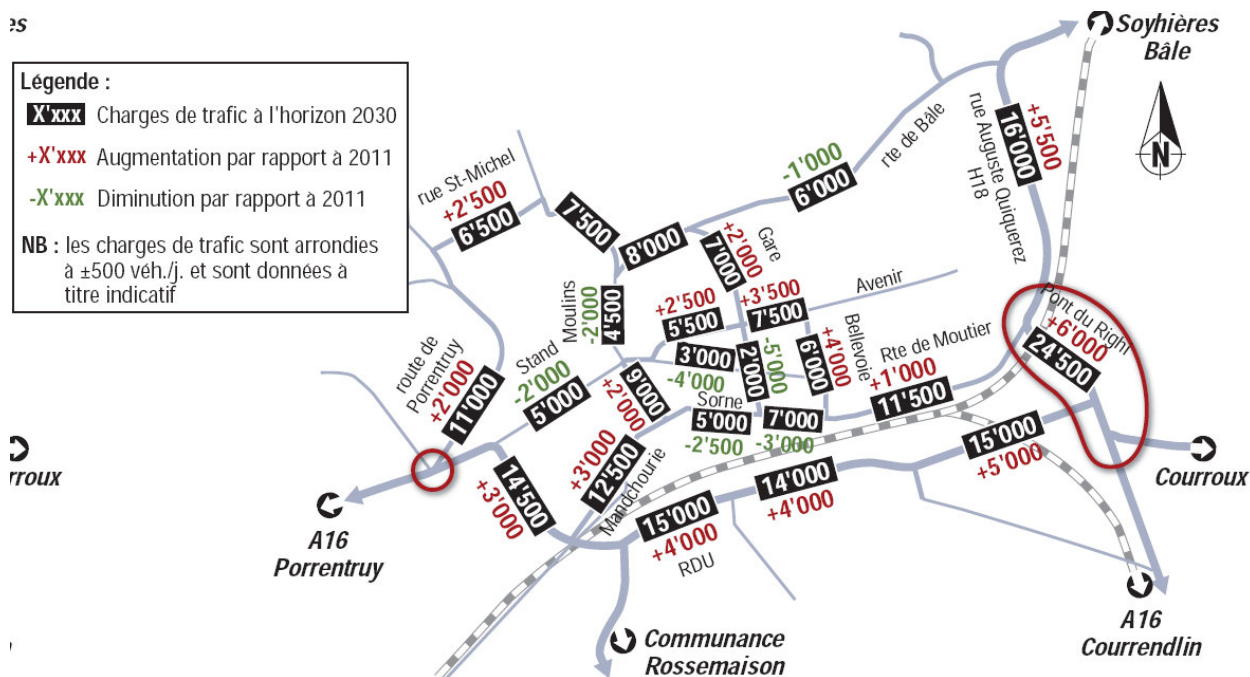 es
Soyhières
Bâle
Légende :
X'xxx Charges de trafic à l'horizon 2030
+X'xxx Augmentation par rapport à 2011
-X'xxx Diminution par rapport à 2011
NB : les charges de trafic sont arrondies
à ±500 véh./j. et sont données à
titre indicatif
rue St-Michel
+2'500
6'500
7'500
8'000
-1'000
6'000
rte de Bâle
rue Auguste Quiquerez
H18
16'000
+5'500
N
Gare
+2'000
7'000
Moulins
-2'000
4'500
+2'500
5'500
+3'500
7'500
Avenir
3'000
-4'000
2'000
-5'000
Bellevoie
6'000
+4'000
Rte de Moutier
+1'000
11'500
Pont du Righi
+6'000
24'500
route de
Porrentruy
+2'000
11'000
Stand
-2'000
5'000
9'000
+2'000
Sorne
5'000
-2'500
7'000
-3'000
+3'000
12'500
Mandchourie
14'500
+3'000
15'000
+4'000
RDU
14'000
+4'000
15'000
+5'000
rroux
Courroux
A16
Porrentruy
A16
Courrendlin
Communance
Rossemaison